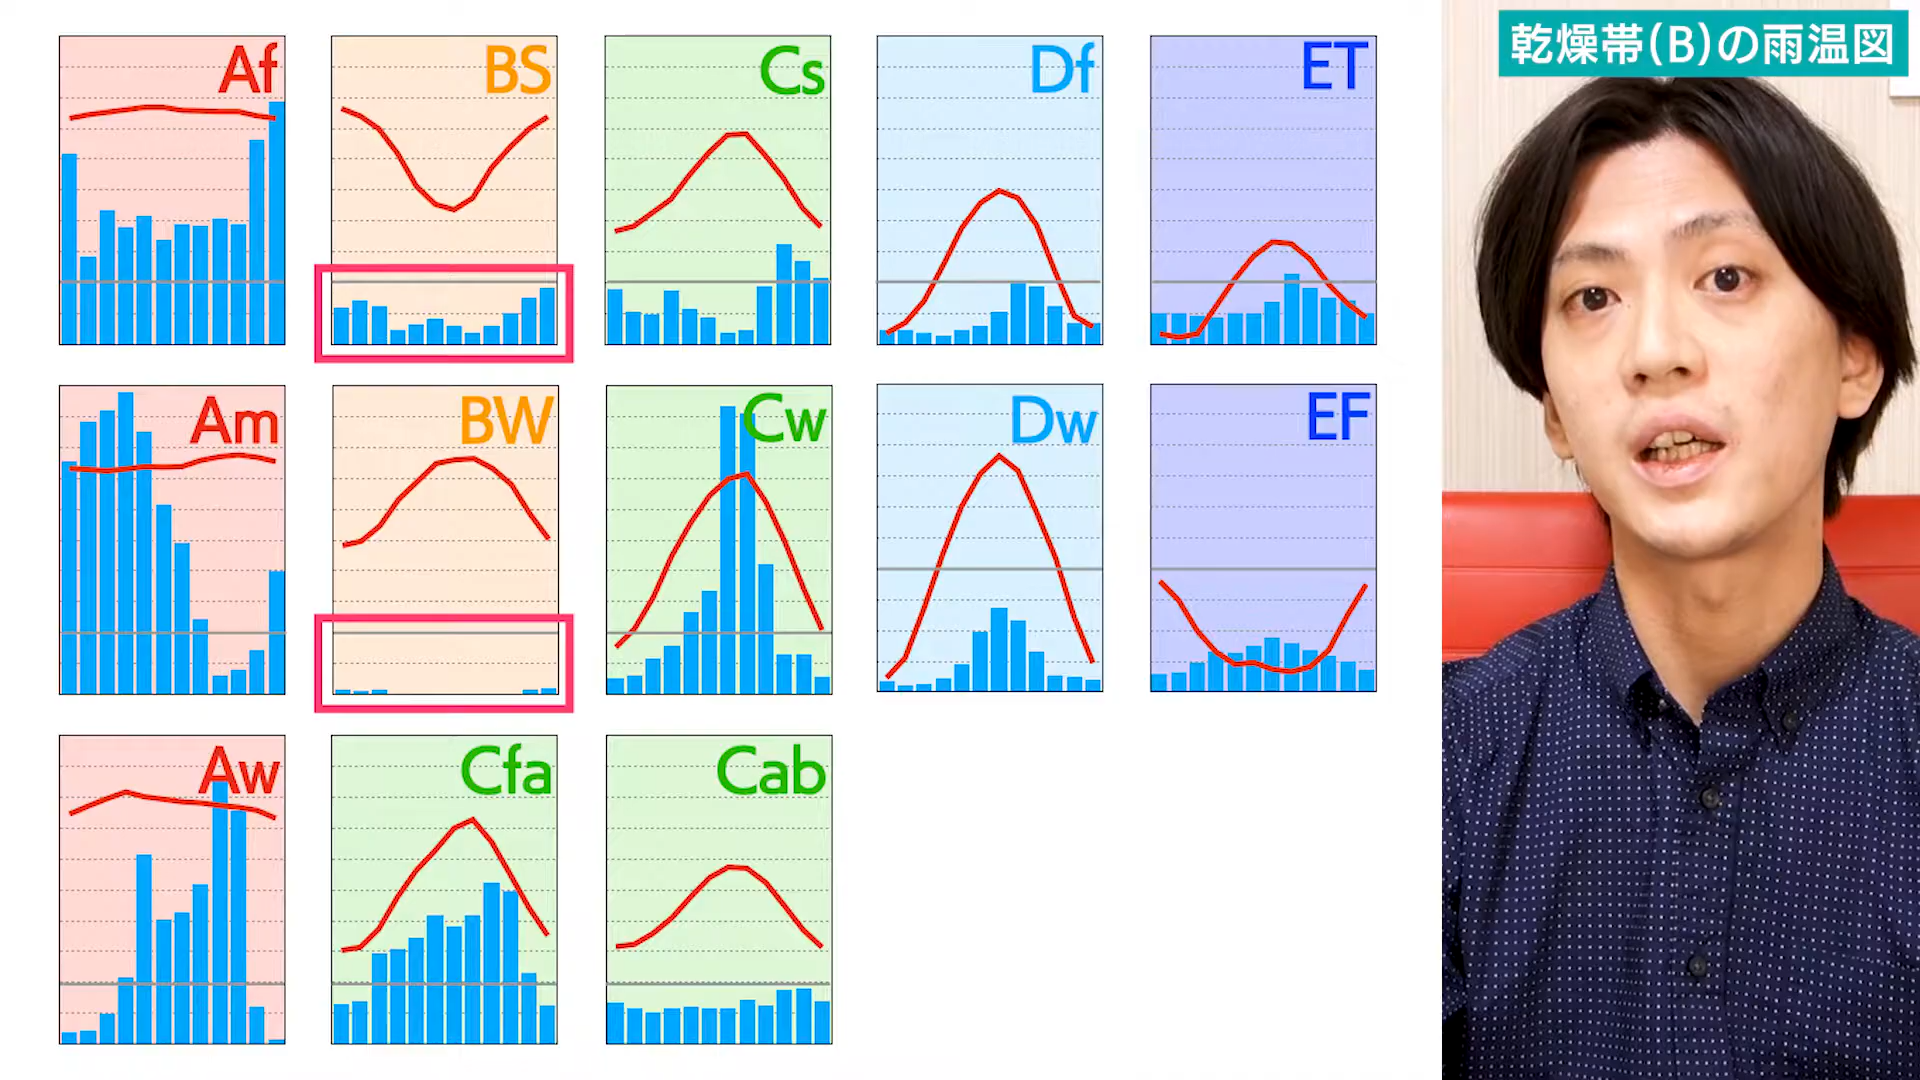 Af
BS
Cs
Df
ET
乾燥帯(B)の雨温図
Am
BW
Cw
Dw
EF
Aw
Cfa
Cab